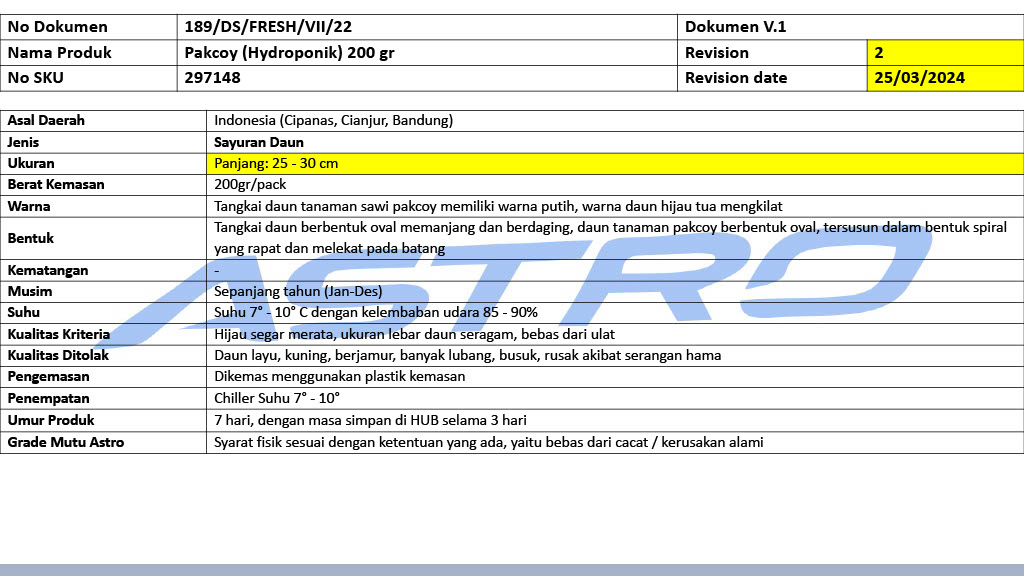 No Dokumen 189/DS/FRESH/VII/22 Dokumen V.1
Nama Produk Pakcoy (Hydroponik) 200 gr Revision 2
No SKU 297148 Revision date 25/03/2024
Asal Daerah Indonesia (Cipanas, Cianjur, Bandung)
Jenis Sayuran Daun
Ukuran Panjang: 25 - 30 cm
Berat Kemasan 200gr/pack
Warna Tangkai daun tanaman sawi pakcoy memiliki warna putih, warna daun hijau tua mengkilat
Bentuk Tangkai daun berbentuk oval memanjang dan berdaging, daun tanaman pakcoy berbentuk oval, tersusun dalam bentuk spiral
yang rapat dan melekat pada batang
Kematangan -
Musim Sepanjang tahun (Jan-Des)
Suhu Suhu 7° - 10° C dengan kelembaban udara 85 - 90%
Kualitas Kriteria Hijau segar merata, ukuran lebar daun seragam, bebas dari ulat
Kualitas Ditolak Daun layu, kuning, berjamur, banyak lubang, busuk, rusak akibat serangan hama
Pengemasan Dikemas menggunakan plastik kemasan
Penempatan Chiller Suhu 7° - 10°
Umur Produk 7 hari, dengan masa simpan di HUB selama 3 hari
Grade Mutu Astro Syarat fisik sesuai dengan ketentuan yang ada, yaitu bebas dari cacat / kerusakan alami
ASTRO